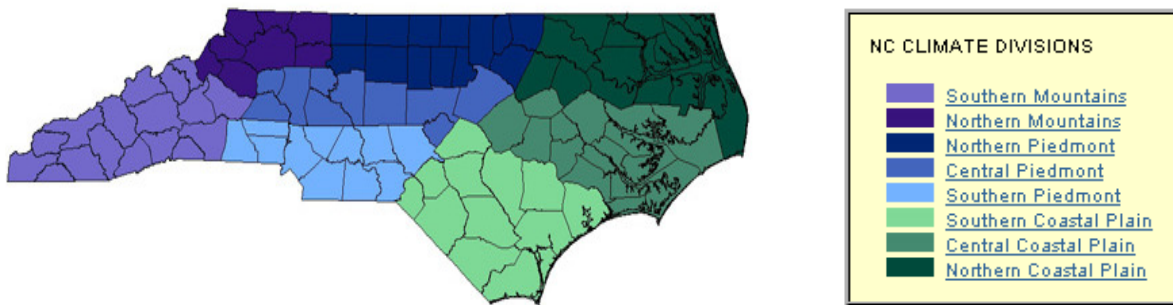 NC CLIMATE DIVISIONS
Southern Mountains
Northern Mountains
Northern Piedmont
Central Piedmont
Southern Piedmont
Southern Coastal Plain
Central Coastal Plain
Northern Coastal Plain